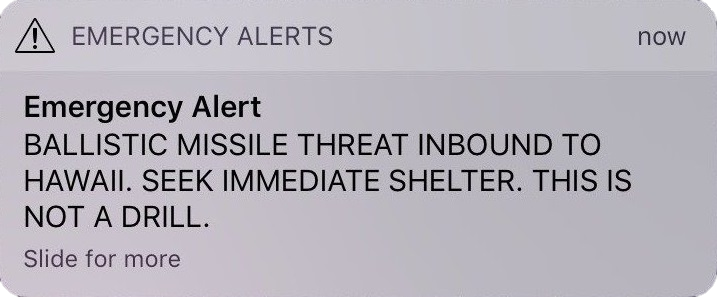 EMERGENCY ALERTS
now
Emergency Alert
BALLISTIC MISSILE THREAT INBOUND TO
HAWAII. SEEK IMMEDIATE SHELTER. THIS IS
NOT A DRILL.
Slide for more